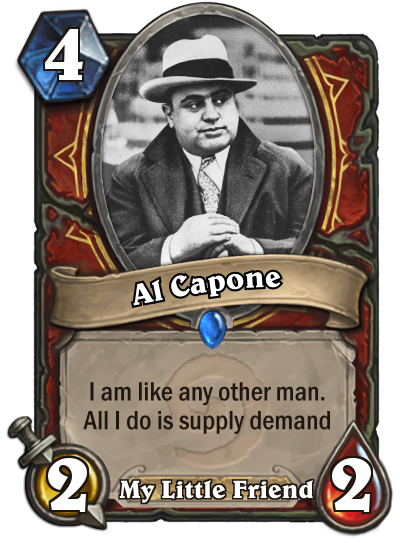 4
Al Capone
I am like any other man.
All I do is supply demand
2 My Little Friend 2